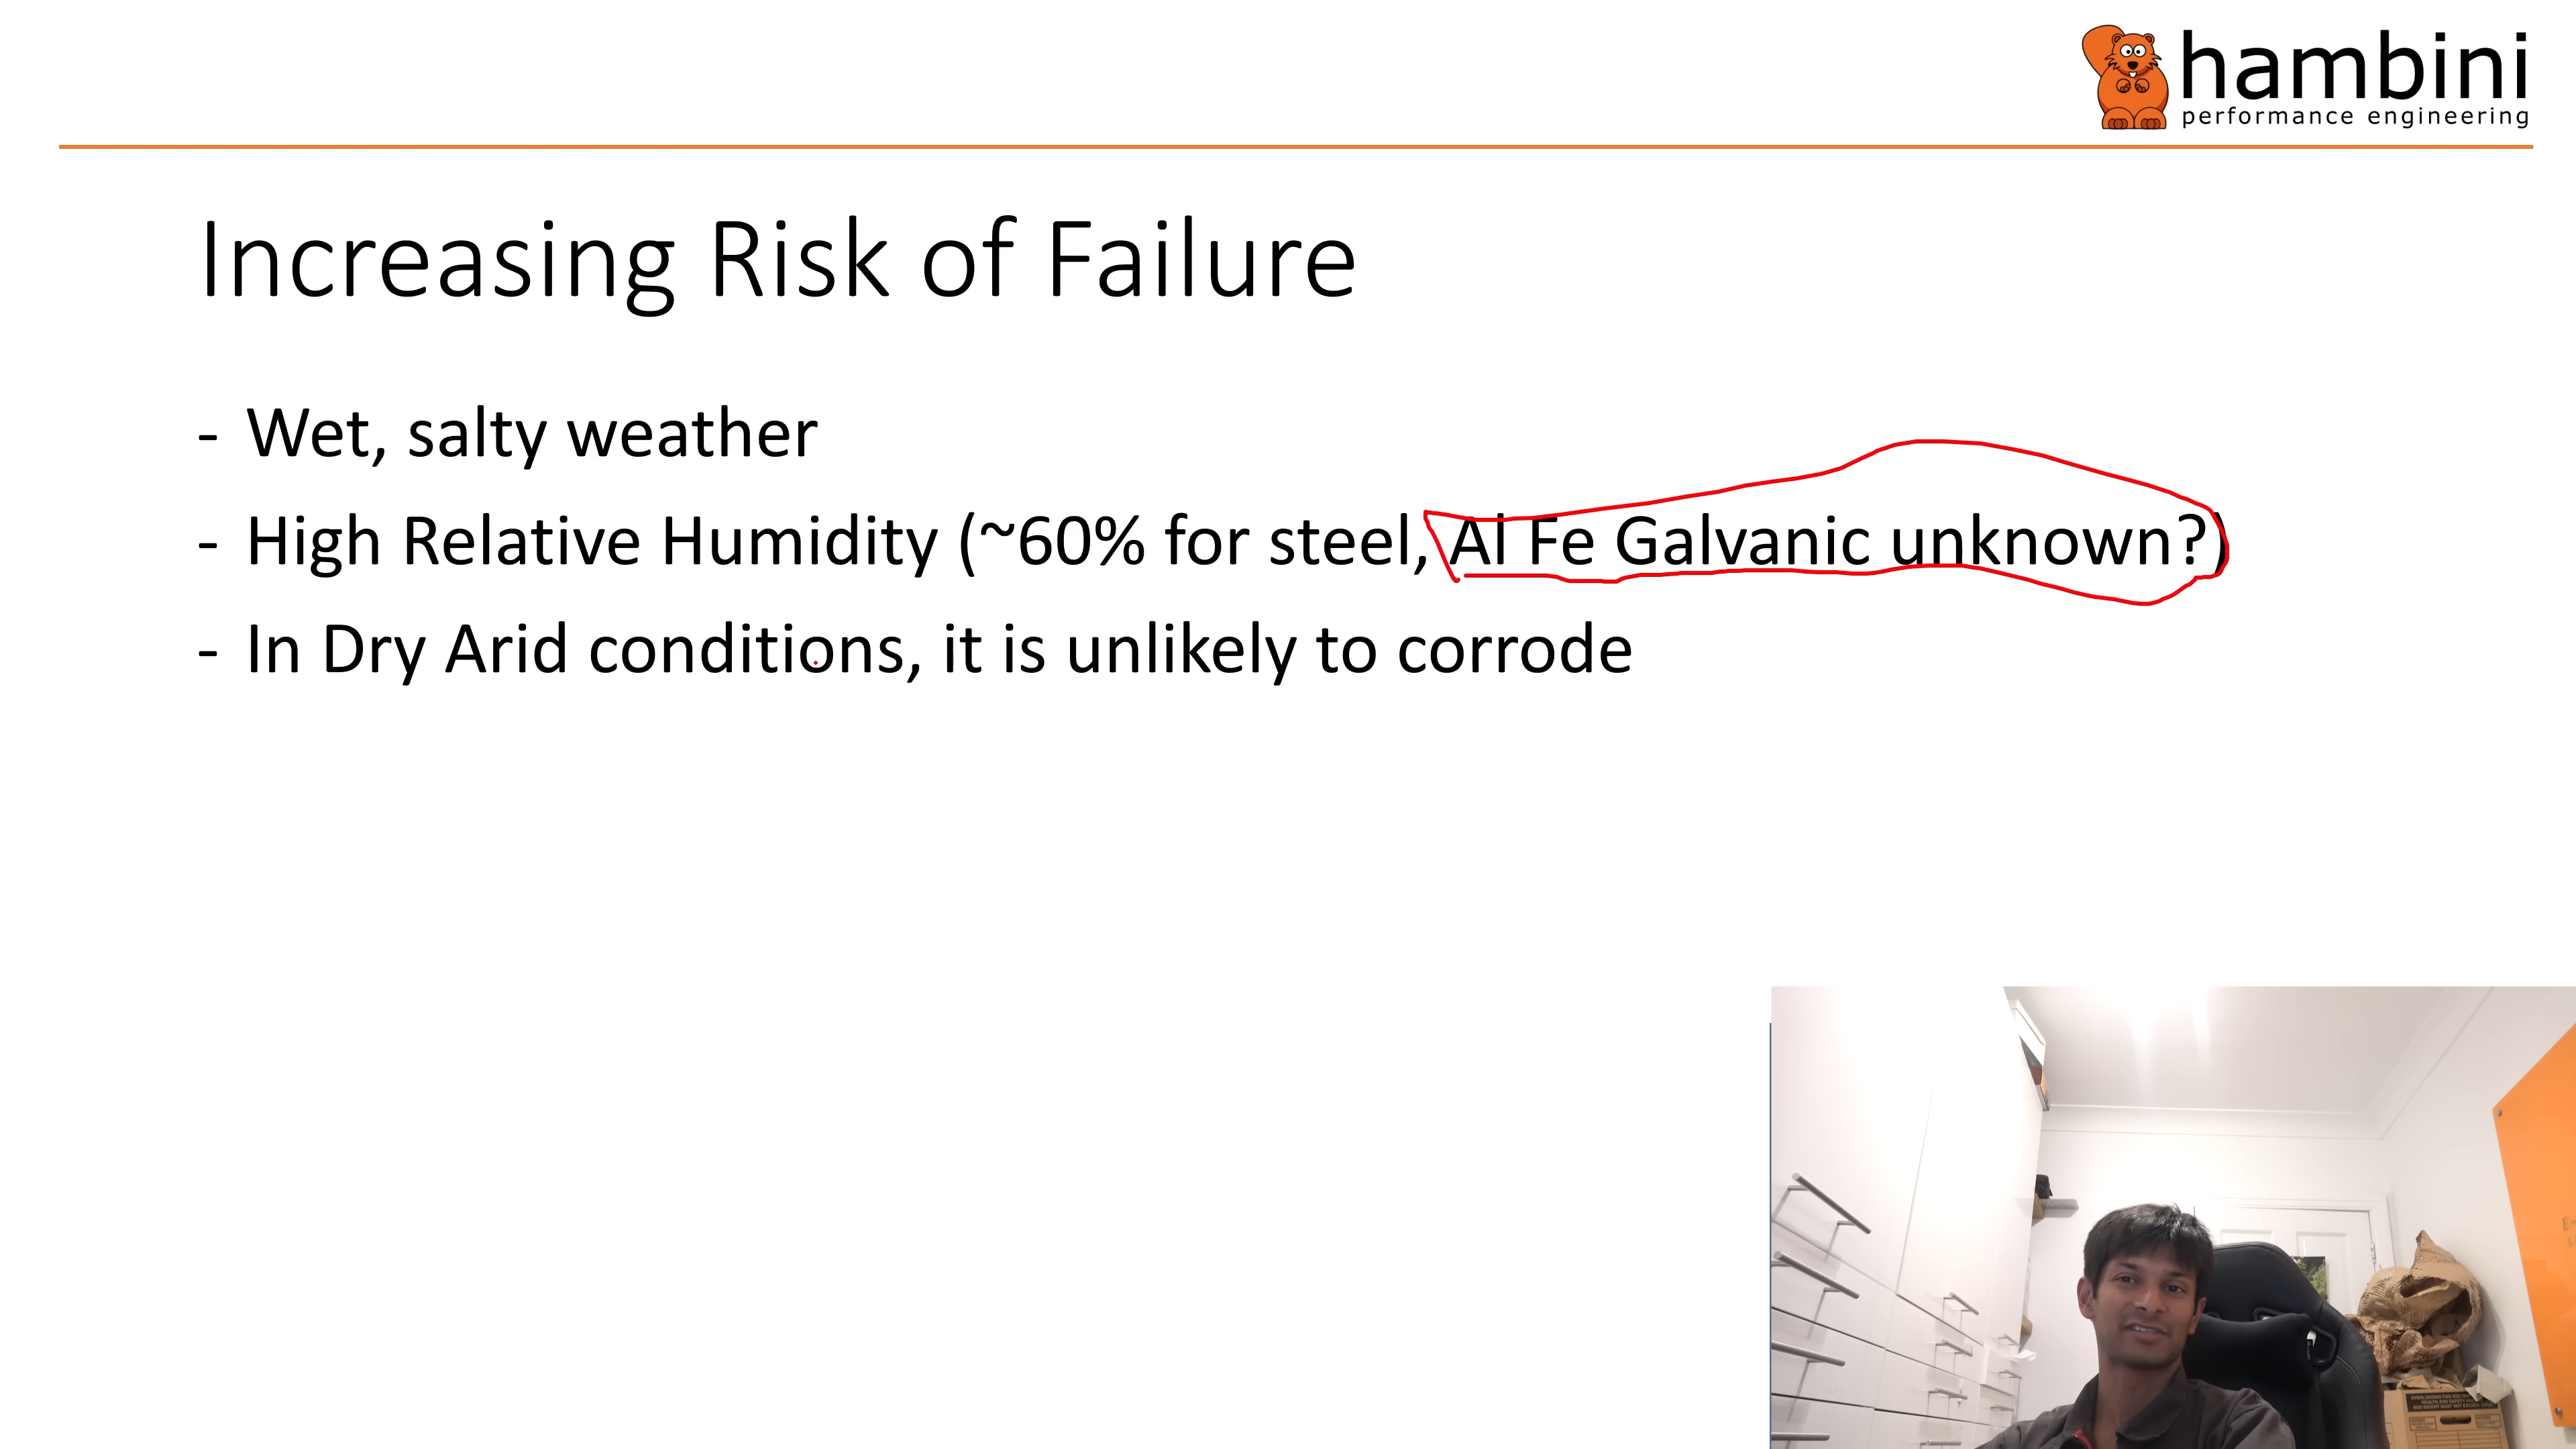 hambini
performance engineering
Increasing Risk of Failure
- Wet, salty weather
- High Relative Humidity (~60% for steel, Al Fe Galvanic unknown?)
- In Dry Arid conditions, it is unlikely to corrode